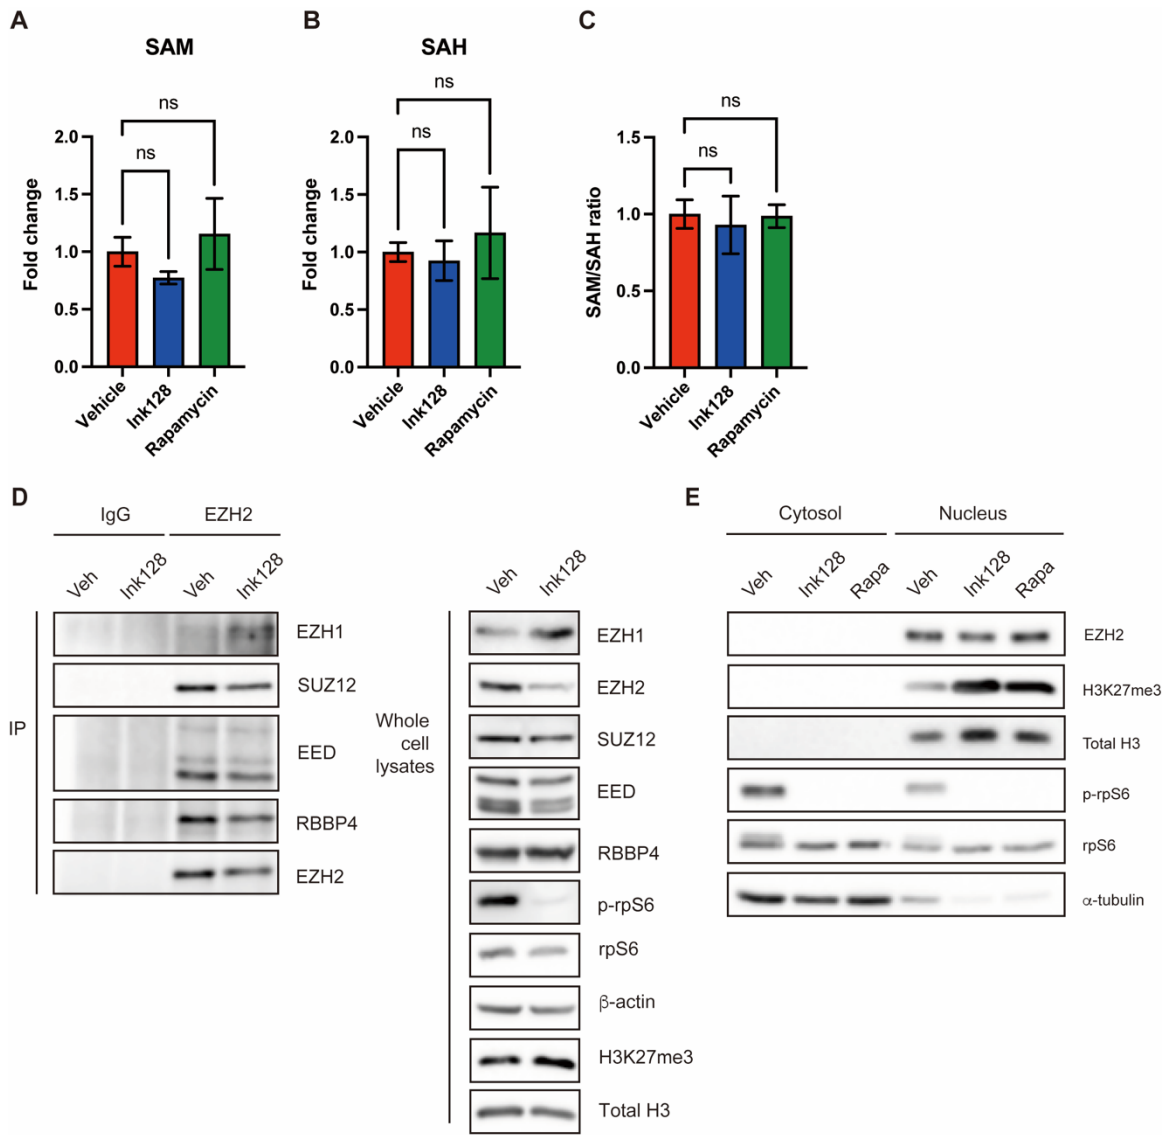 A
B
C
SAM
SAH
ns
ns
ns
ns
ns
ns
Fold change
2.0
1.5
1.0
0.5
0.0
Vehicle
Ink128
Rapamycin
Fold change
2.0
1.5
1.0
0.5
0.0
Vehicle
Ink128
Rapamycin
SAM/SAH ratio
1.5
1.0
0.5
0.0
Vehicle
Ink128
Rapamycin
D
IgG
EZH2
Veh
Ink128
Veh
Ink128
IP
EZH1
SUZ12
EED
RBBP4
EZH2
Veh
Ink128
Whole
cell
lysates
EZH1
EZH2
SUZ12
EED
RBBP4
p-rpS6
rpS6
β-actin
H3K27me3
Total H3
E
Cytosol
Nucleus
Veh
Ink128
Rapa
Veh
Ink128
Rapa
EZH2
H3K27me3
Total H3
p-rpS6
rpS6
α-tubulin